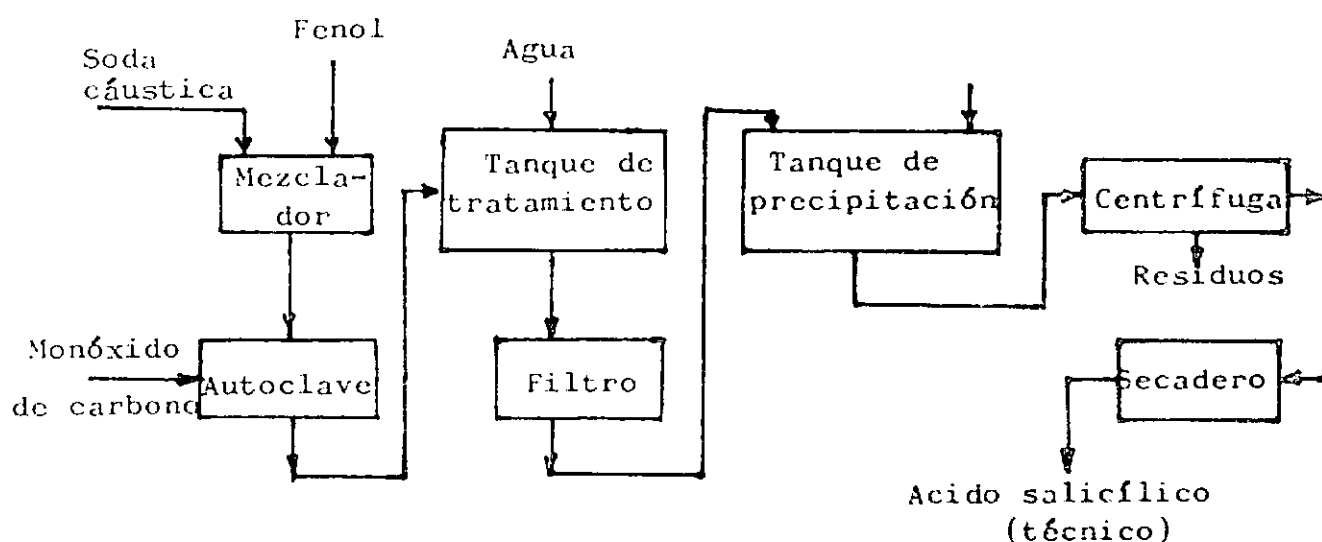 Fenol
Soda
cáustica
Agua
Mezcla-
dor
Tanque de
tratamiento
Tanque de
precipitación
Centrífuga
Residuos
Monóxido
de carbono
Autoclave
Filtro
Secadero
Acido salicílico
(técnico)